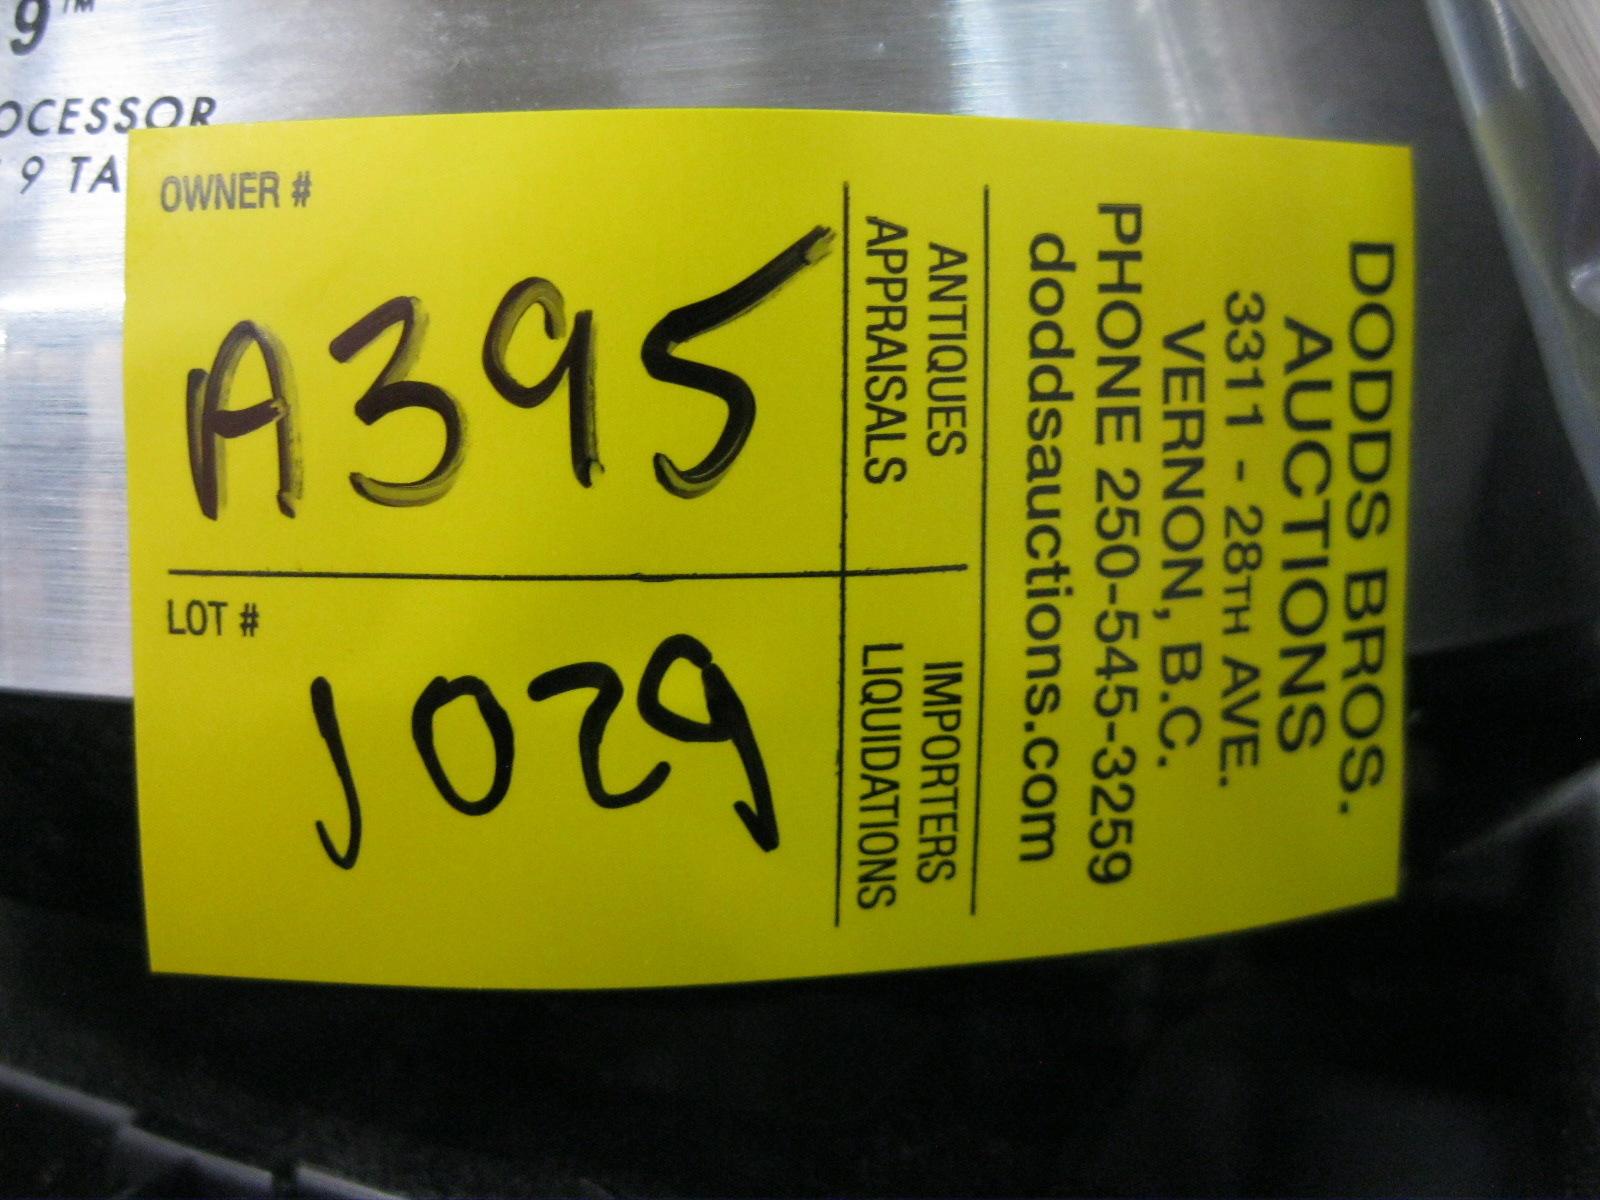 9™
OCESSOR
9 TA
OWNER #
A395
LOT #
J029
DODDS BROS.
AUCTIONS
3311 - 28TH AVE.
VERNON, B.C.
PHONE 250-545-3259
doddsauctions.com
ANTIQUES
APPRAISALS
IMPORTERS
LIQUIDATIONS